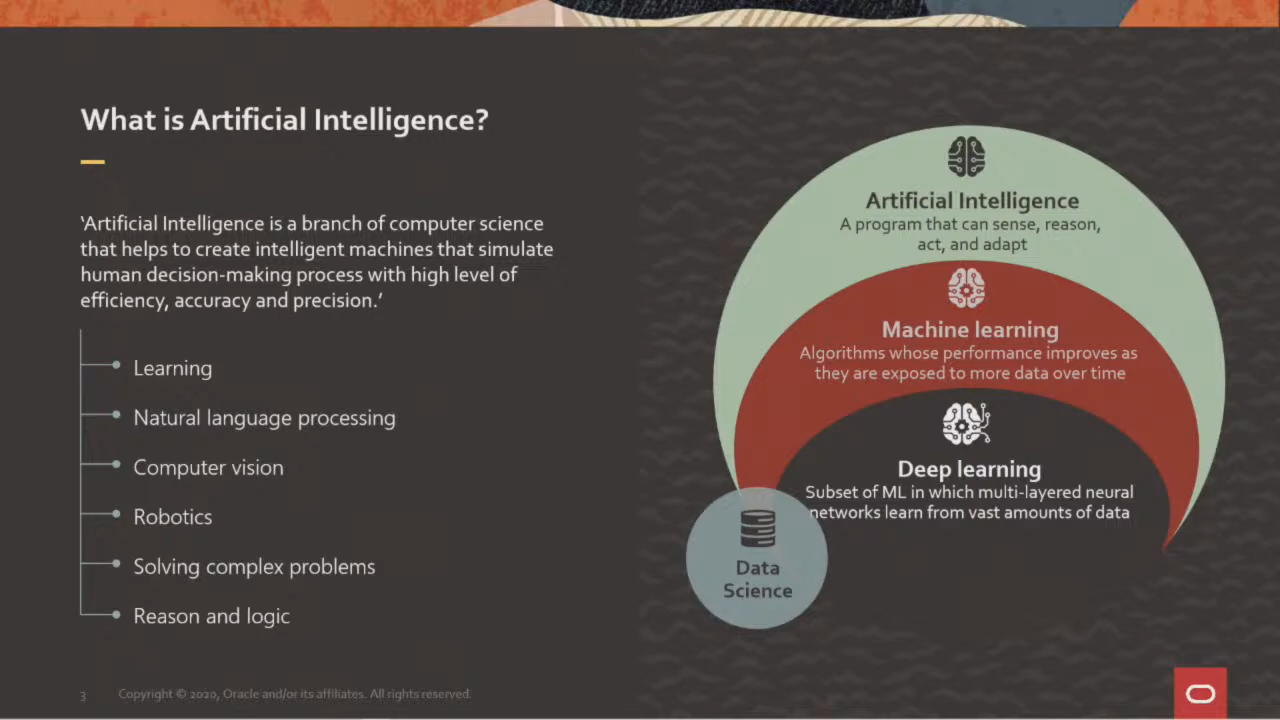 What is Artificial Intelligence?
‘Artificial Intelligence is a branch of computer science
that helps to create intelligent machines that simulate
human decision-making process with high level of
efficiency, accuracy and precision.’
Learning
Natural language processing
Computer vision
Robotics
Solving complex problems
Reason and logic
Artificial Intelligence
A program that can sense, reason,
act, and adapt
Machine learning
Algorithms whose performance improves as
they are exposed to more data over time
Deep learning
Subset of ML in which multi-layered neural
networks learn from vast amounts of data
Data
Science
3 Copyright © 2020, Oracle and/or its affiliates. All rights reserved.